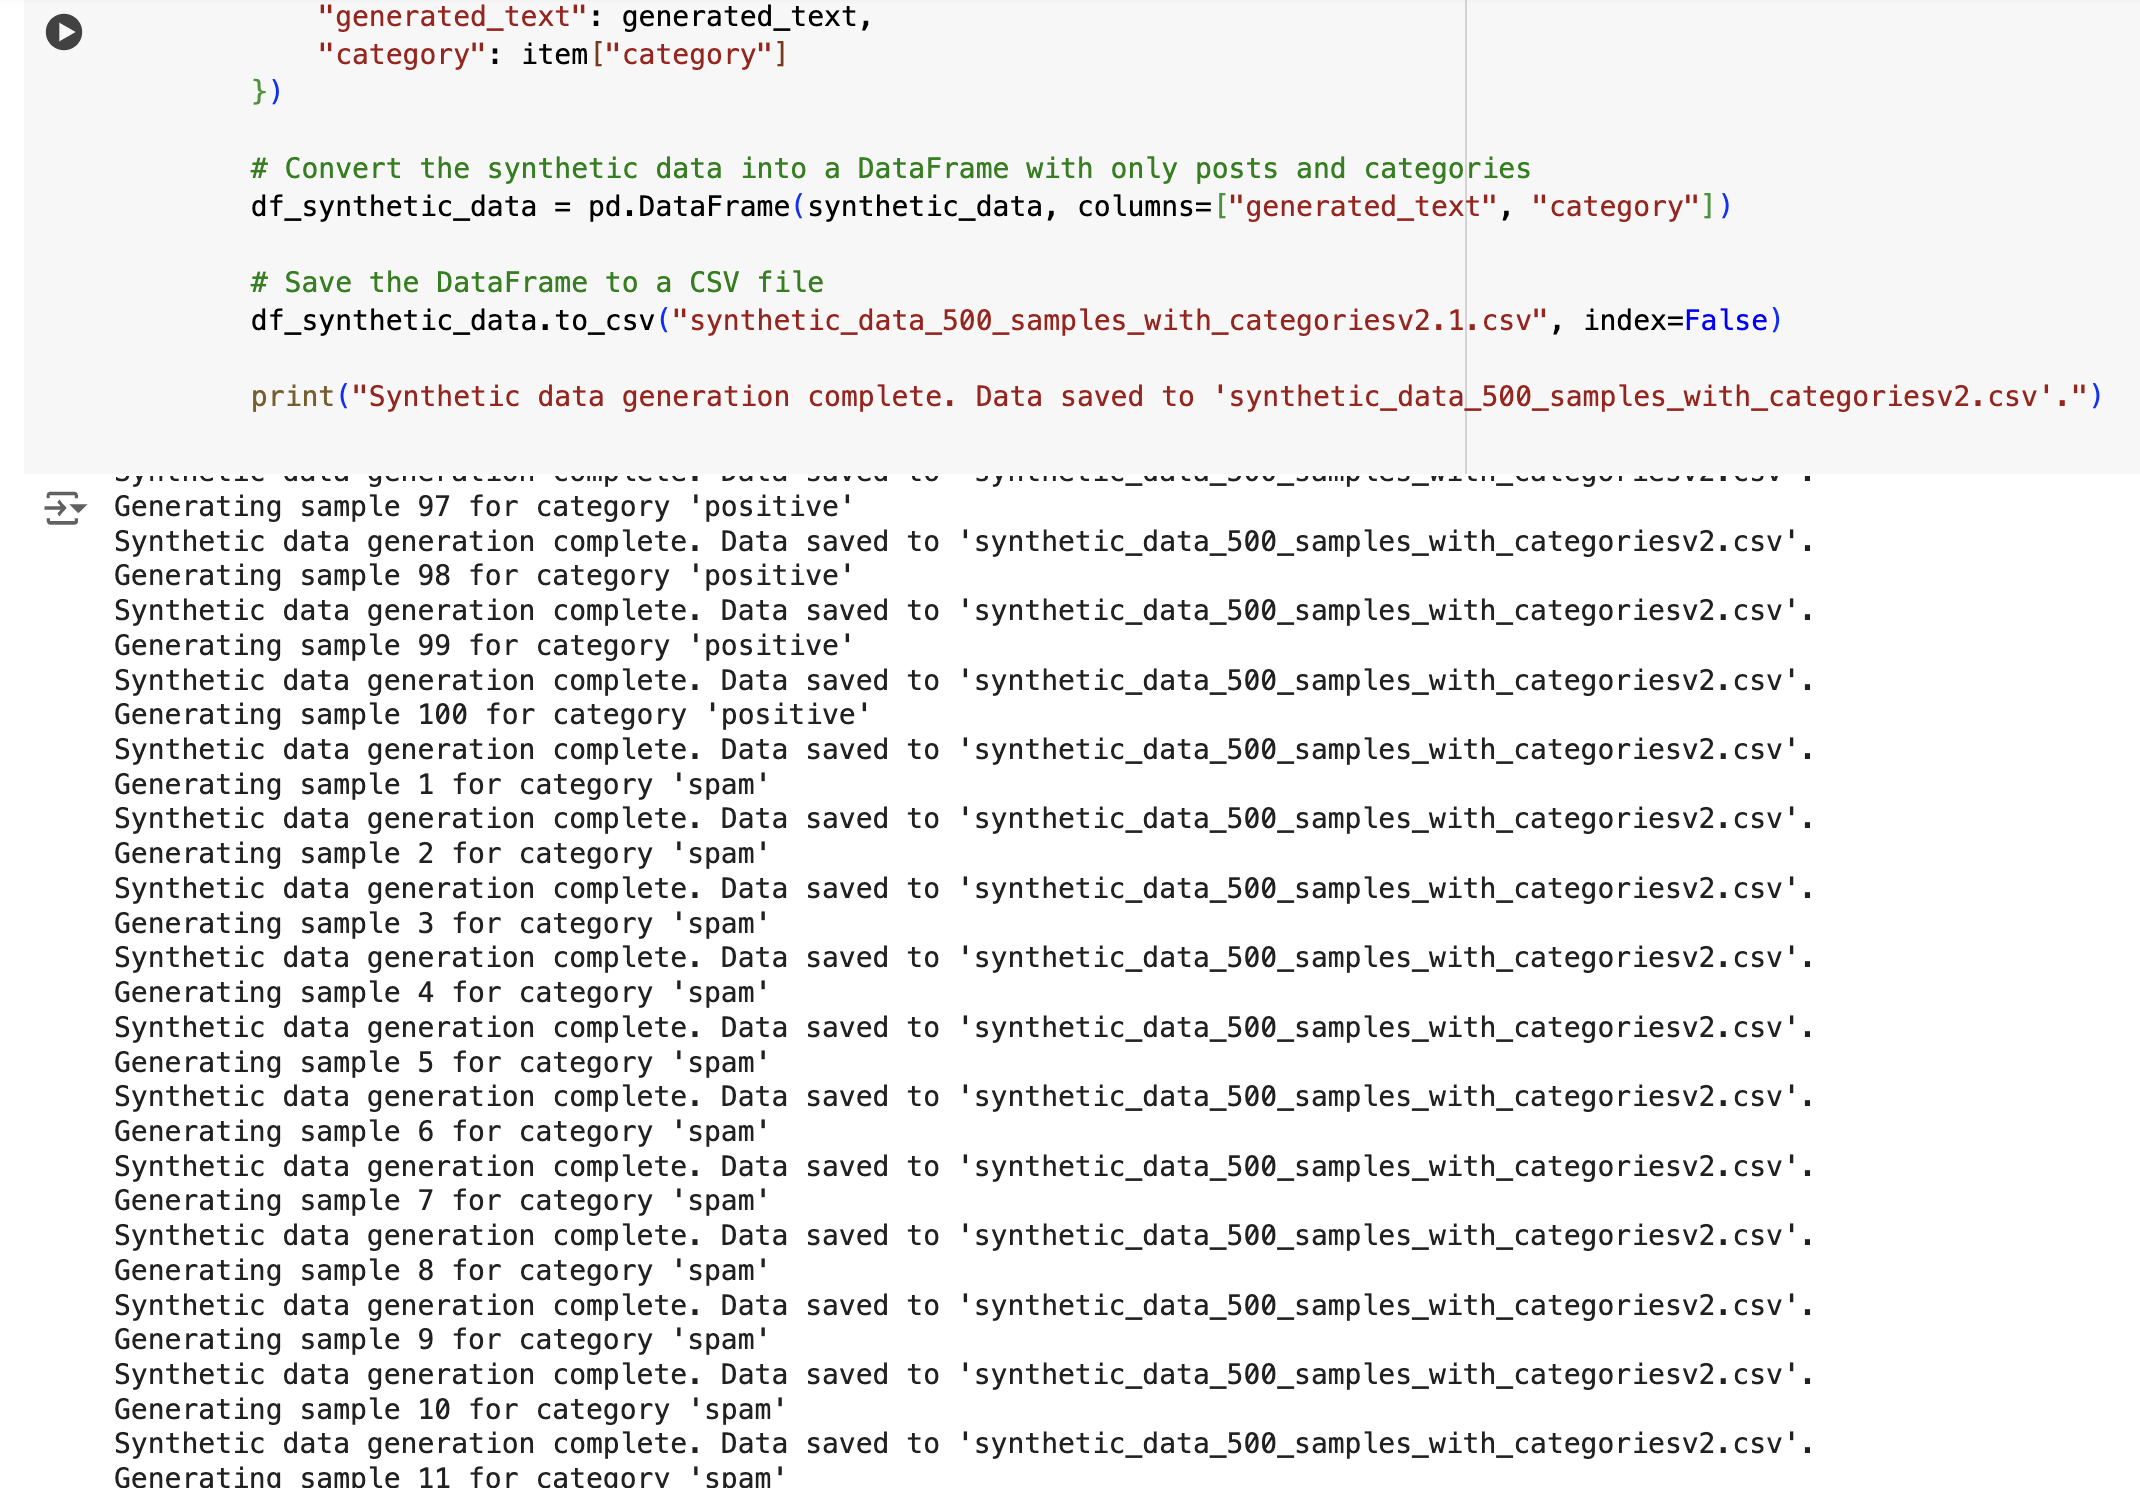 "generated_text": generated_text,
"category": item["category"]
})
# Convert the synthetic data into a DataFrame with only posts and categories
df_synthetic_data = pd.DataFrame(synthetic_data, columns=["generated_text", "category"])
# Save the DataFrame to a CSV file
df_synthetic_data.to_csv("synthetic_data_500_samples_with_categoriesv2.1.csv", index=False)
print("Synthetic data generation complete. Data saved to 'synthetic_data_500_samples_with_categoriesv2.csv'.")
Synthetic data generation complete. Data saved to 'synthetic_data_500_samples_with_categoriesv2.csv'.
Generating sample 97 for category 'positive'
Synthetic data generation complete. Data saved to 'synthetic_data_500_samples_with_categoriesv2.csv'.
Generating sample 98 for category 'positive'
Synthetic data generation complete. Data saved to 'synthetic_data_500_samples_with_categoriesv2.csv'.
Generating sample 99 for category 'positive'
Synthetic data generation complete. Data saved to 'synthetic_data_500_samples_with_categoriesv2.csv'.
Generating sample 100 for category 'positive'
Synthetic data generation complete. Data saved to 'synthetic_data_500_samples_with_categoriesv2.csv'.
Generating sample 1 for category 'spam'
Synthetic data generation complete. Data saved to 'synthetic_data_500_samples_with_categoriesv2.csv'.
Generating sample 2 for category 'spam'
Synthetic data generation complete. Data saved to 'synthetic_data_500_samples_with_categoriesv2.csv'.
Generating sample 3 for category 'spam'
Synthetic data generation complete. Data saved to 'synthetic_data_500_samples_with_categoriesv2.csv'.
Generating sample 4 for category 'spam'
Synthetic data generation complete. Data saved to 'synthetic_data_500_samples_with_categoriesv2.csv'.
Generating sample 5 for category 'spam'
Synthetic data generation complete. Data saved to 'synthetic_data_500_samples_with_categoriesv2.csv'.
Generating sample 6 for category 'spam'
Synthetic data generation complete. Data saved to 'synthetic_data_500_samples_with_categoriesv2.csv'.
Generating sample 7 for category 'spam'
Synthetic data generation complete. Data saved to 'synthetic_data_500_samples_with_categoriesv2.csv'.
Generating sample 8 for category 'spam'
Synthetic data generation complete. Data saved to 'synthetic_data_500_samples_with_categoriesv2.csv'.
Generating sample 9 for category 'spam'
Synthetic data generation complete. Data saved to 'synthetic_data_500_samples_with_categoriesv2.csv'.
Generating sample 10 for category 'spam'
Synthetic data generation complete. Data saved to 'synthetic_data_500_samples_with_categoriesv2.csv'.
Generating sample 11 for category 'spam'